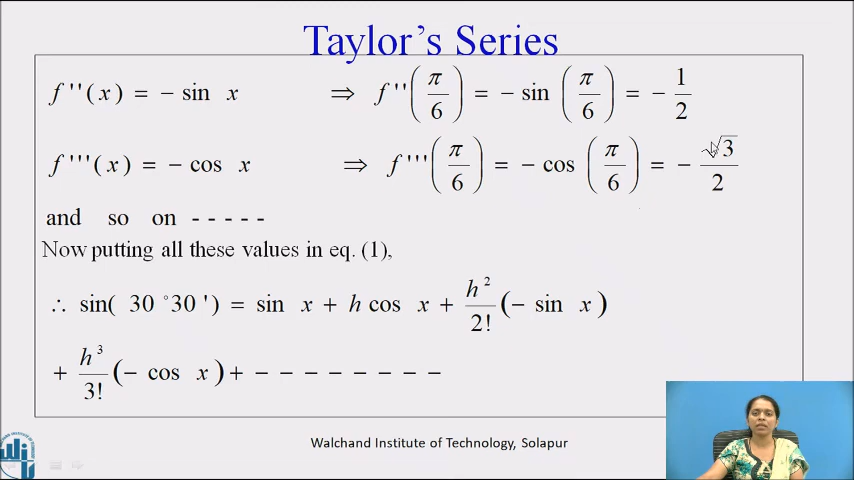 Taylor's Series
f ''( x ) = − sin x ⇒ f ''(π/6) = − sin (π/6) = − 1/2
f '''( x ) = − cos x ⇒ f '''(π/6) = − cos (π/6) = − √3/2
and so on - - - - -
Now putting all these values in eq. (1),
∴ sin( 30 °30 ') = sin x + h cos x + h²/2! (− sin x)
+ h³/3! (− cos x) + − − − − − − − −
Walchand Institute of Technology, Solapur